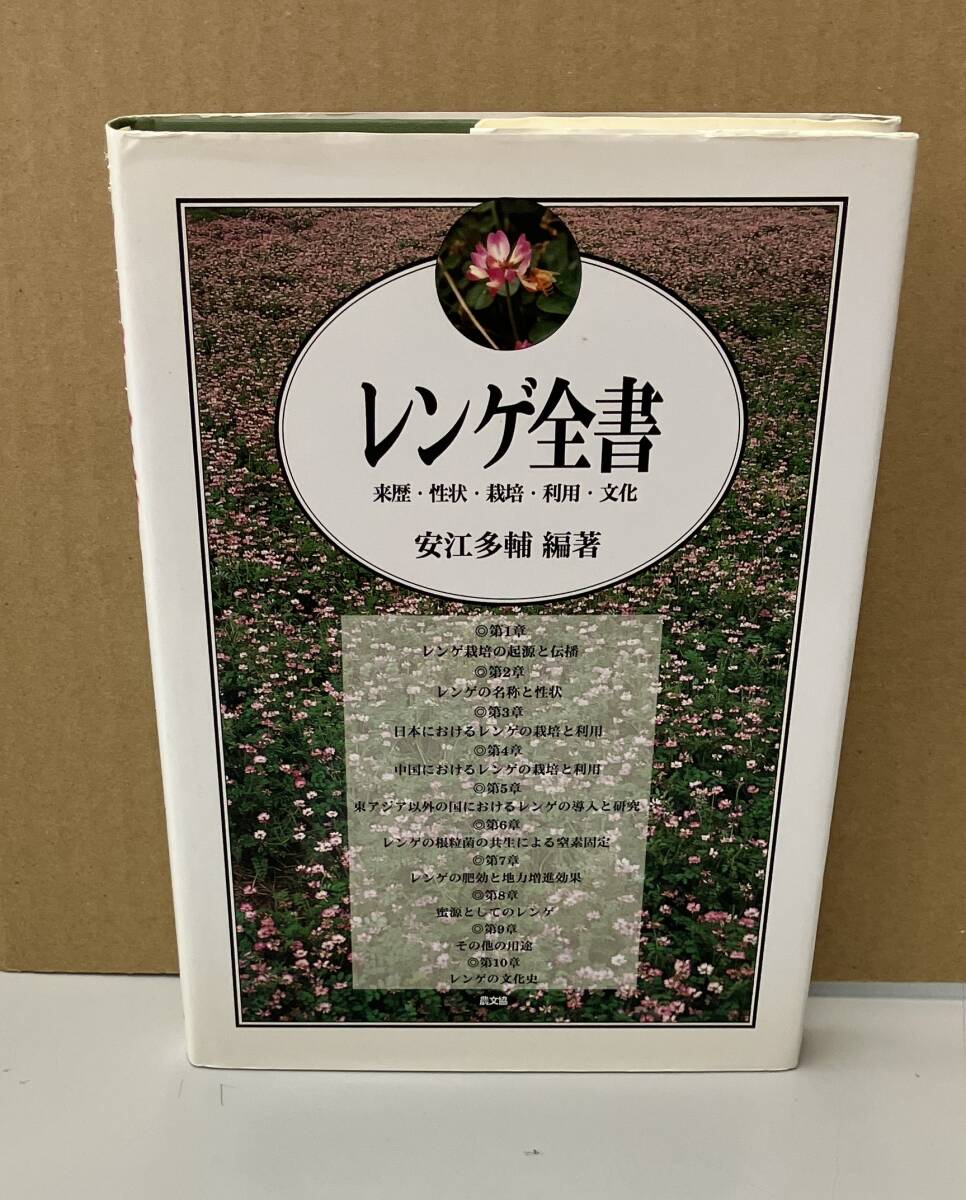 レンゲ全書
来歴・性状・栽培・利用・文化
安江多輔 編著
◎第1章
レンゲ栽培の起源と伝播
◎第2章
レンゲの名称と性状
◎第3章
日本におけるレンゲの栽培と利用
◎第4章
中国におけるレンゲの栽培と利用
◎第5章
東アジア以外の国におけるレンゲの導入と研究
◎第6章
レンゲの根粒菌の共生による窒素固定
◎第7章
レンゲの肥効と地力増進効果
◎第8章
蜜源としてのレンゲ
◎第9章
その他の用途
◎第10章
レンゲの文化史
農文協